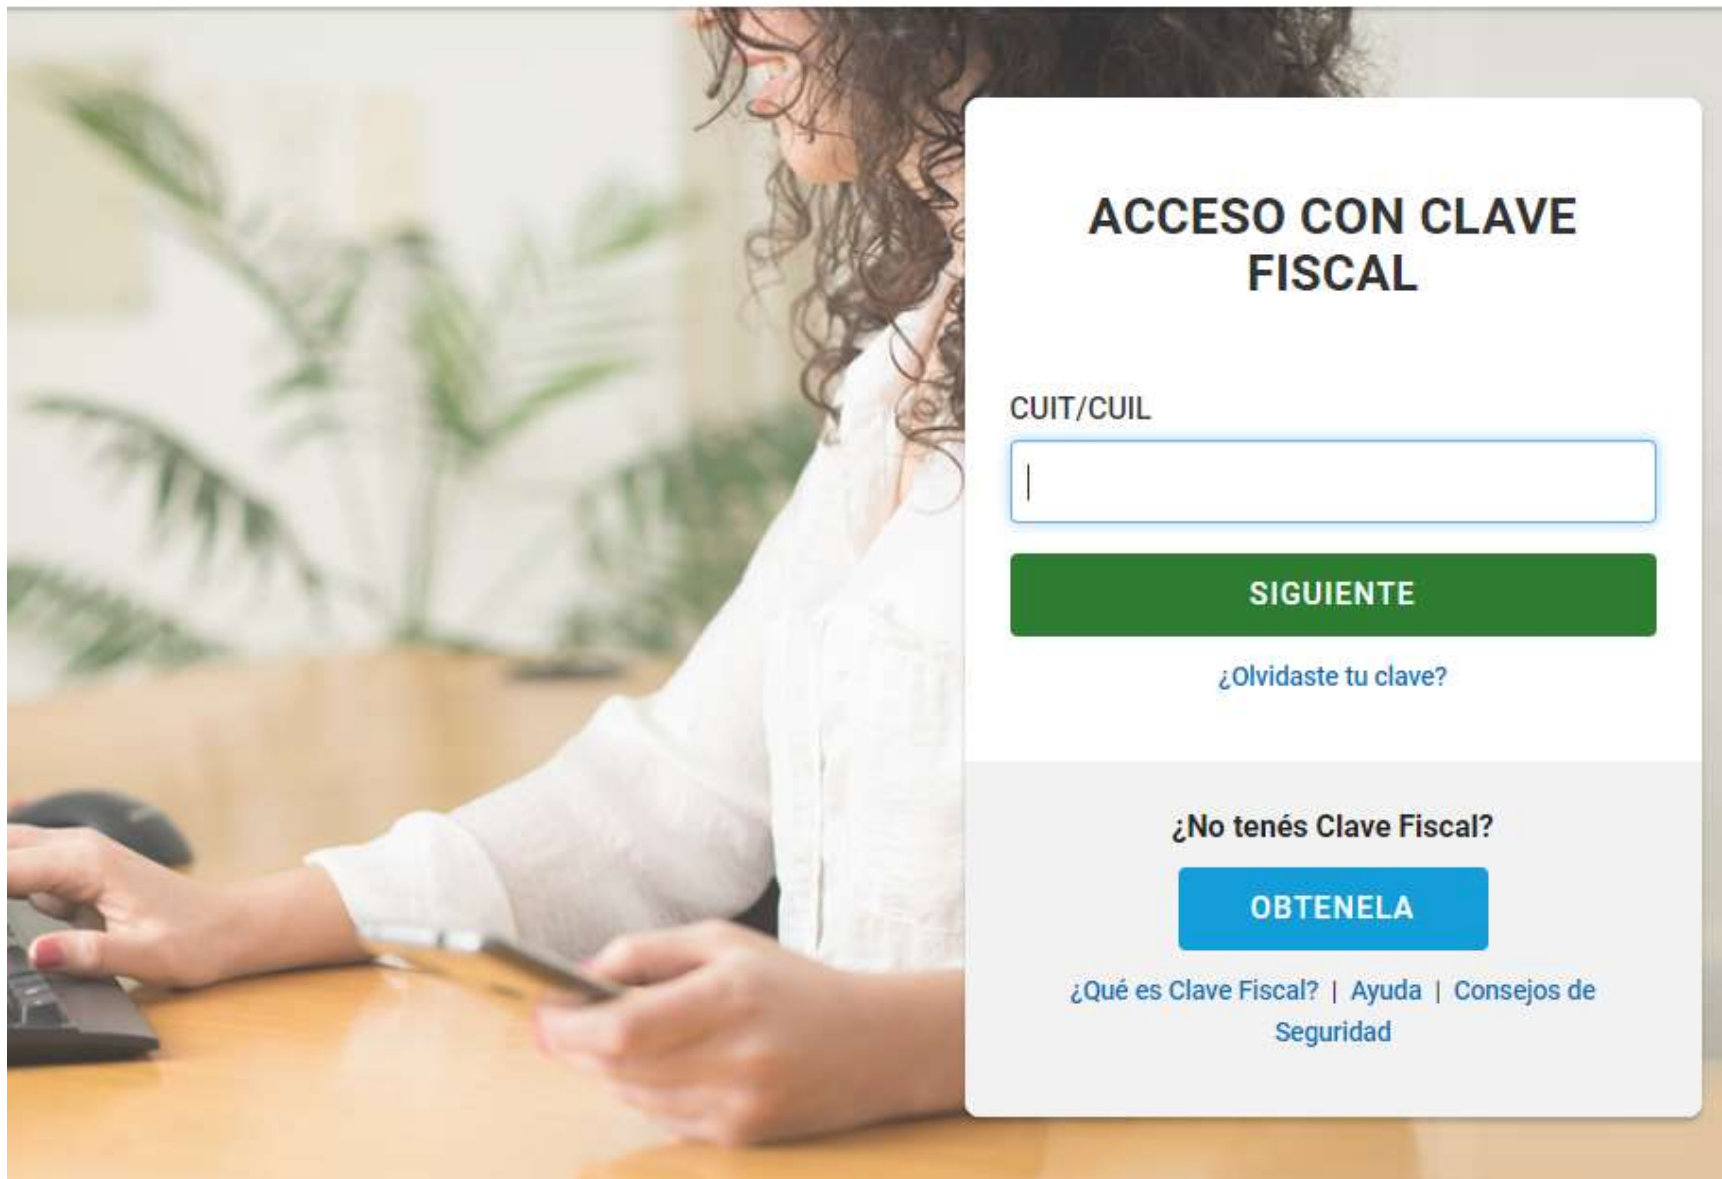 ACCESO CON CLAVE
FISCAL
CUIT/CUIL
SIGUIENTE
¿Olvidaste tu clave?
¿No tenés Clave Fiscal?
OBTENELA
¿Qué es Clave Fiscal? | Ayuda | Consejos de
Seguridad